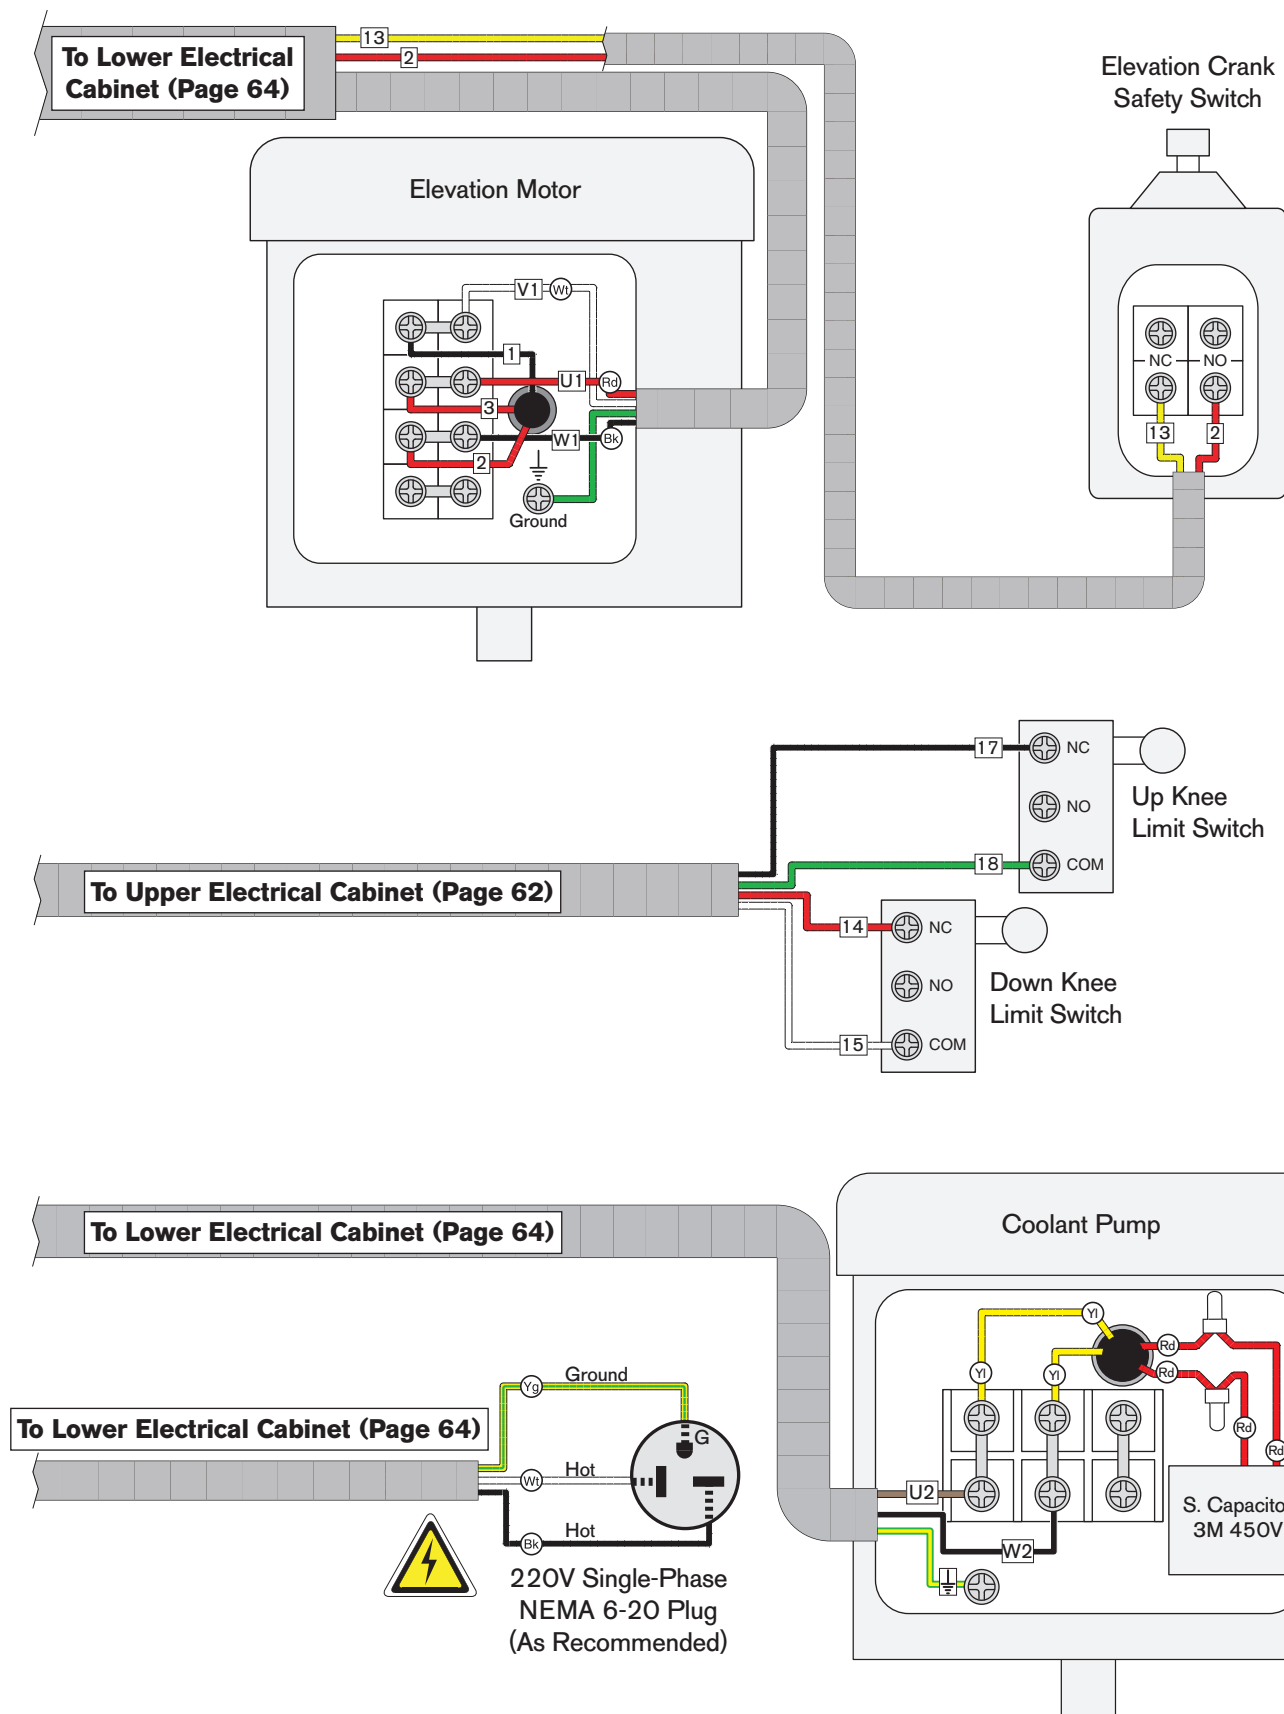 13
2
To Lower Electrical
Cabinet (Page 64)
Elevation Crank
Safety Switch
Elevation Motor
V1
Wt
1
U1
Rd
3
W1
Bk
2
Ground
NC
NO
13
2
17
NC
NO
18
COM
Up Knee
Limit Switch
To Upper Electrical Cabinet (Page 62)
14
NC
NO
15
COM
Down Knee
Limit Switch
To Lower Electrical Cabinet (Page 64)
Coolant Pump
Yl
Rd
Rd
Yl
Yl
Rd
Rd
U2
W2
S. Capacito
3M 450V
Ground
Yg
G
To Lower Electrical Cabinet (Page 64)
Hot
Wt
Hot
Bk
220V Single-Phase
NEMA 6-20 Plug
(As Recommended)